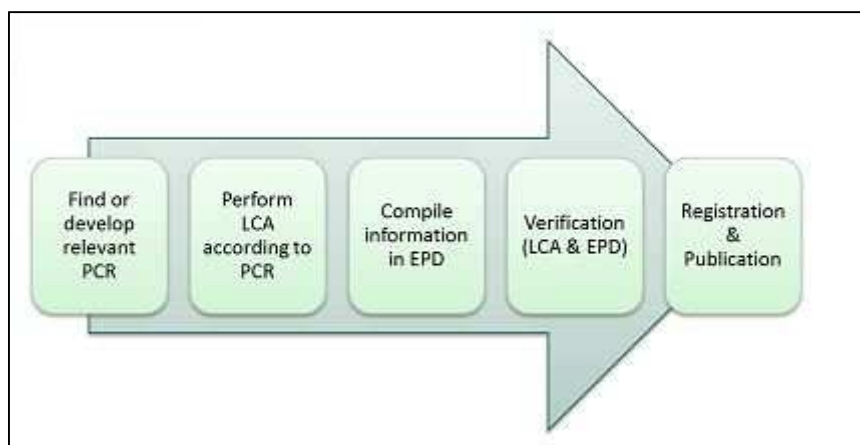 Find or
develop
relevant
PCR
Perform
LCA
according to
PCR
Compile
information
in EPD
Verification
(LCA & EPD)
Registration
&
Publication